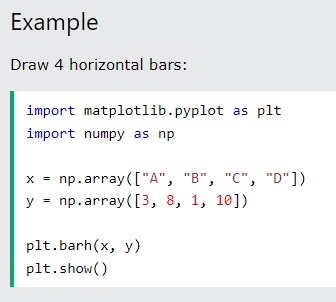 Example
Draw 4 horizontal bars:
import matplotlib.pyplot as plt
import numpy as np
x = np.array(["A", "B", "C", "D"])
y = np.array([3, 8, 1, 10])
plt.barh(x, y)
plt.show()